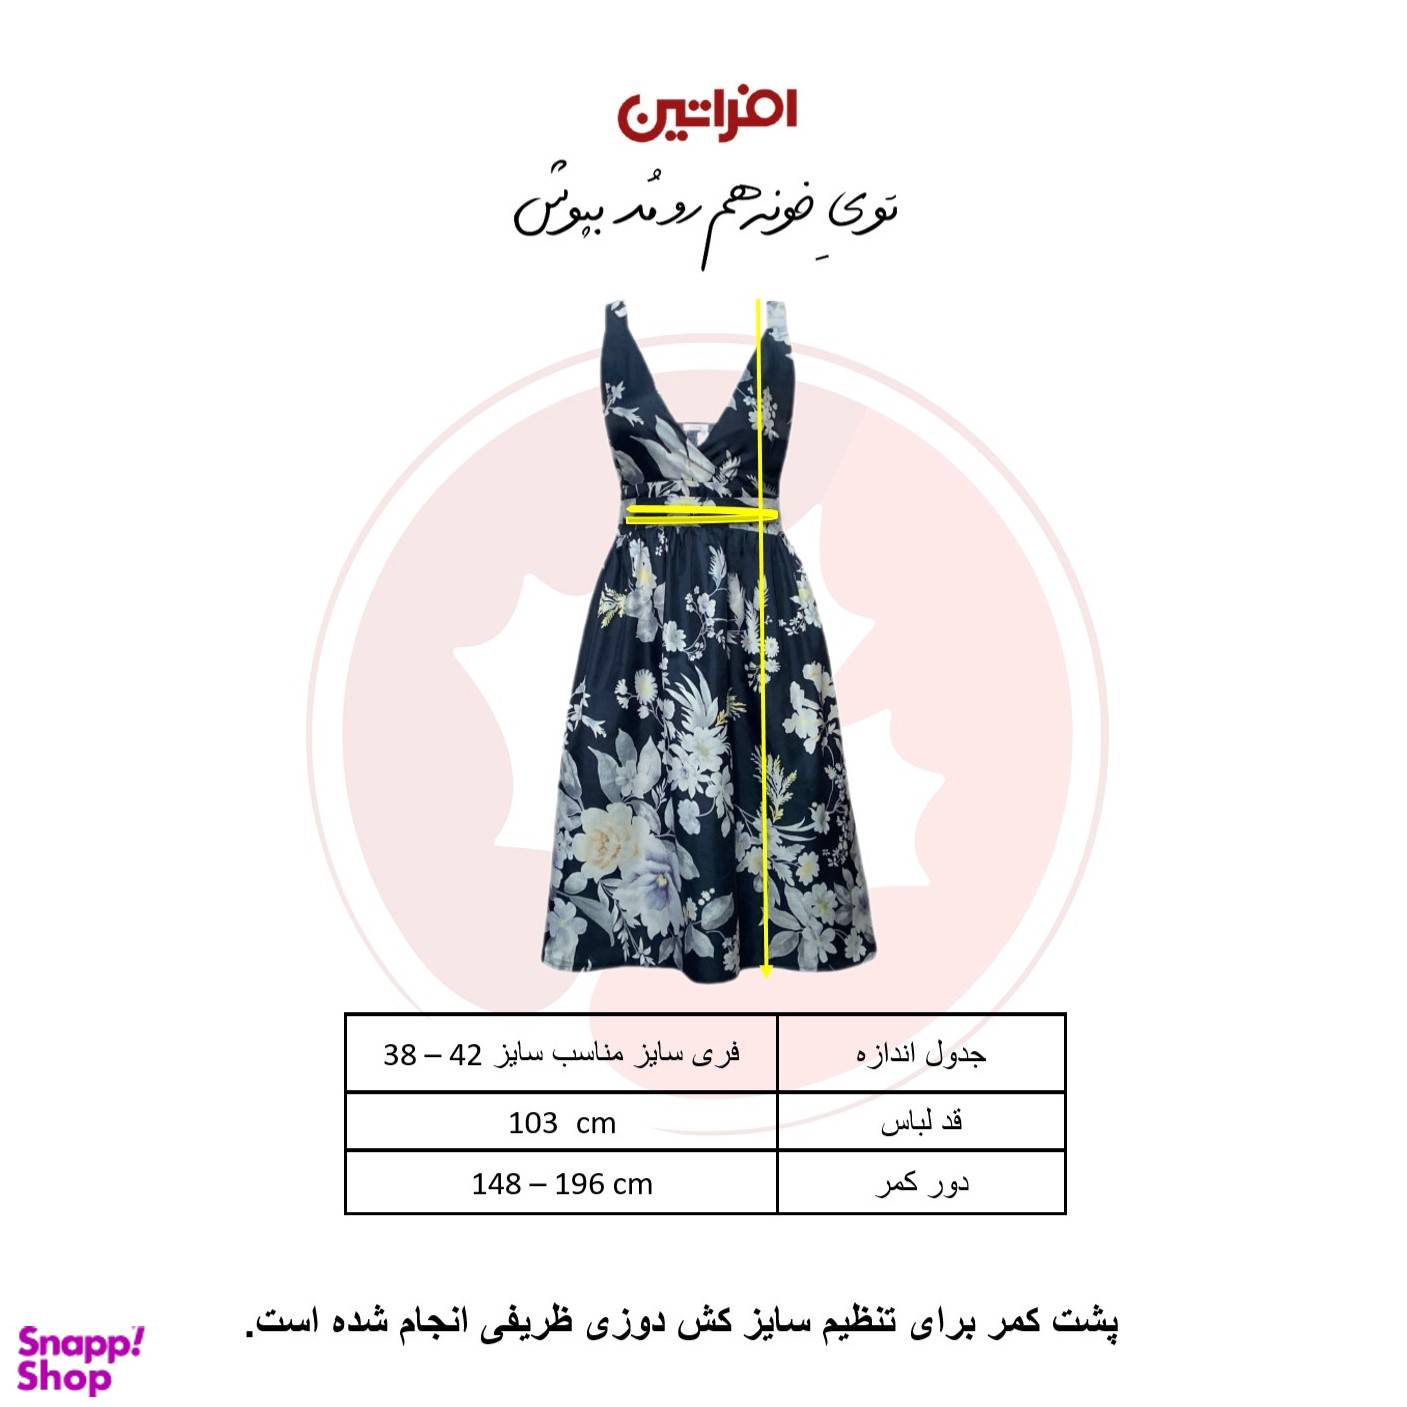 افراتین
تویِ خونه هم رو مُد بپوش
جدول اندازه فری سایز مناسب سایز 42 – 38
قد لباس 103 cm
دور کمر 148 – 196 cm
پشت کمر برای تنظیم سایز کش دوزی ظریفی انجام شده است.
Snapp!
Shop